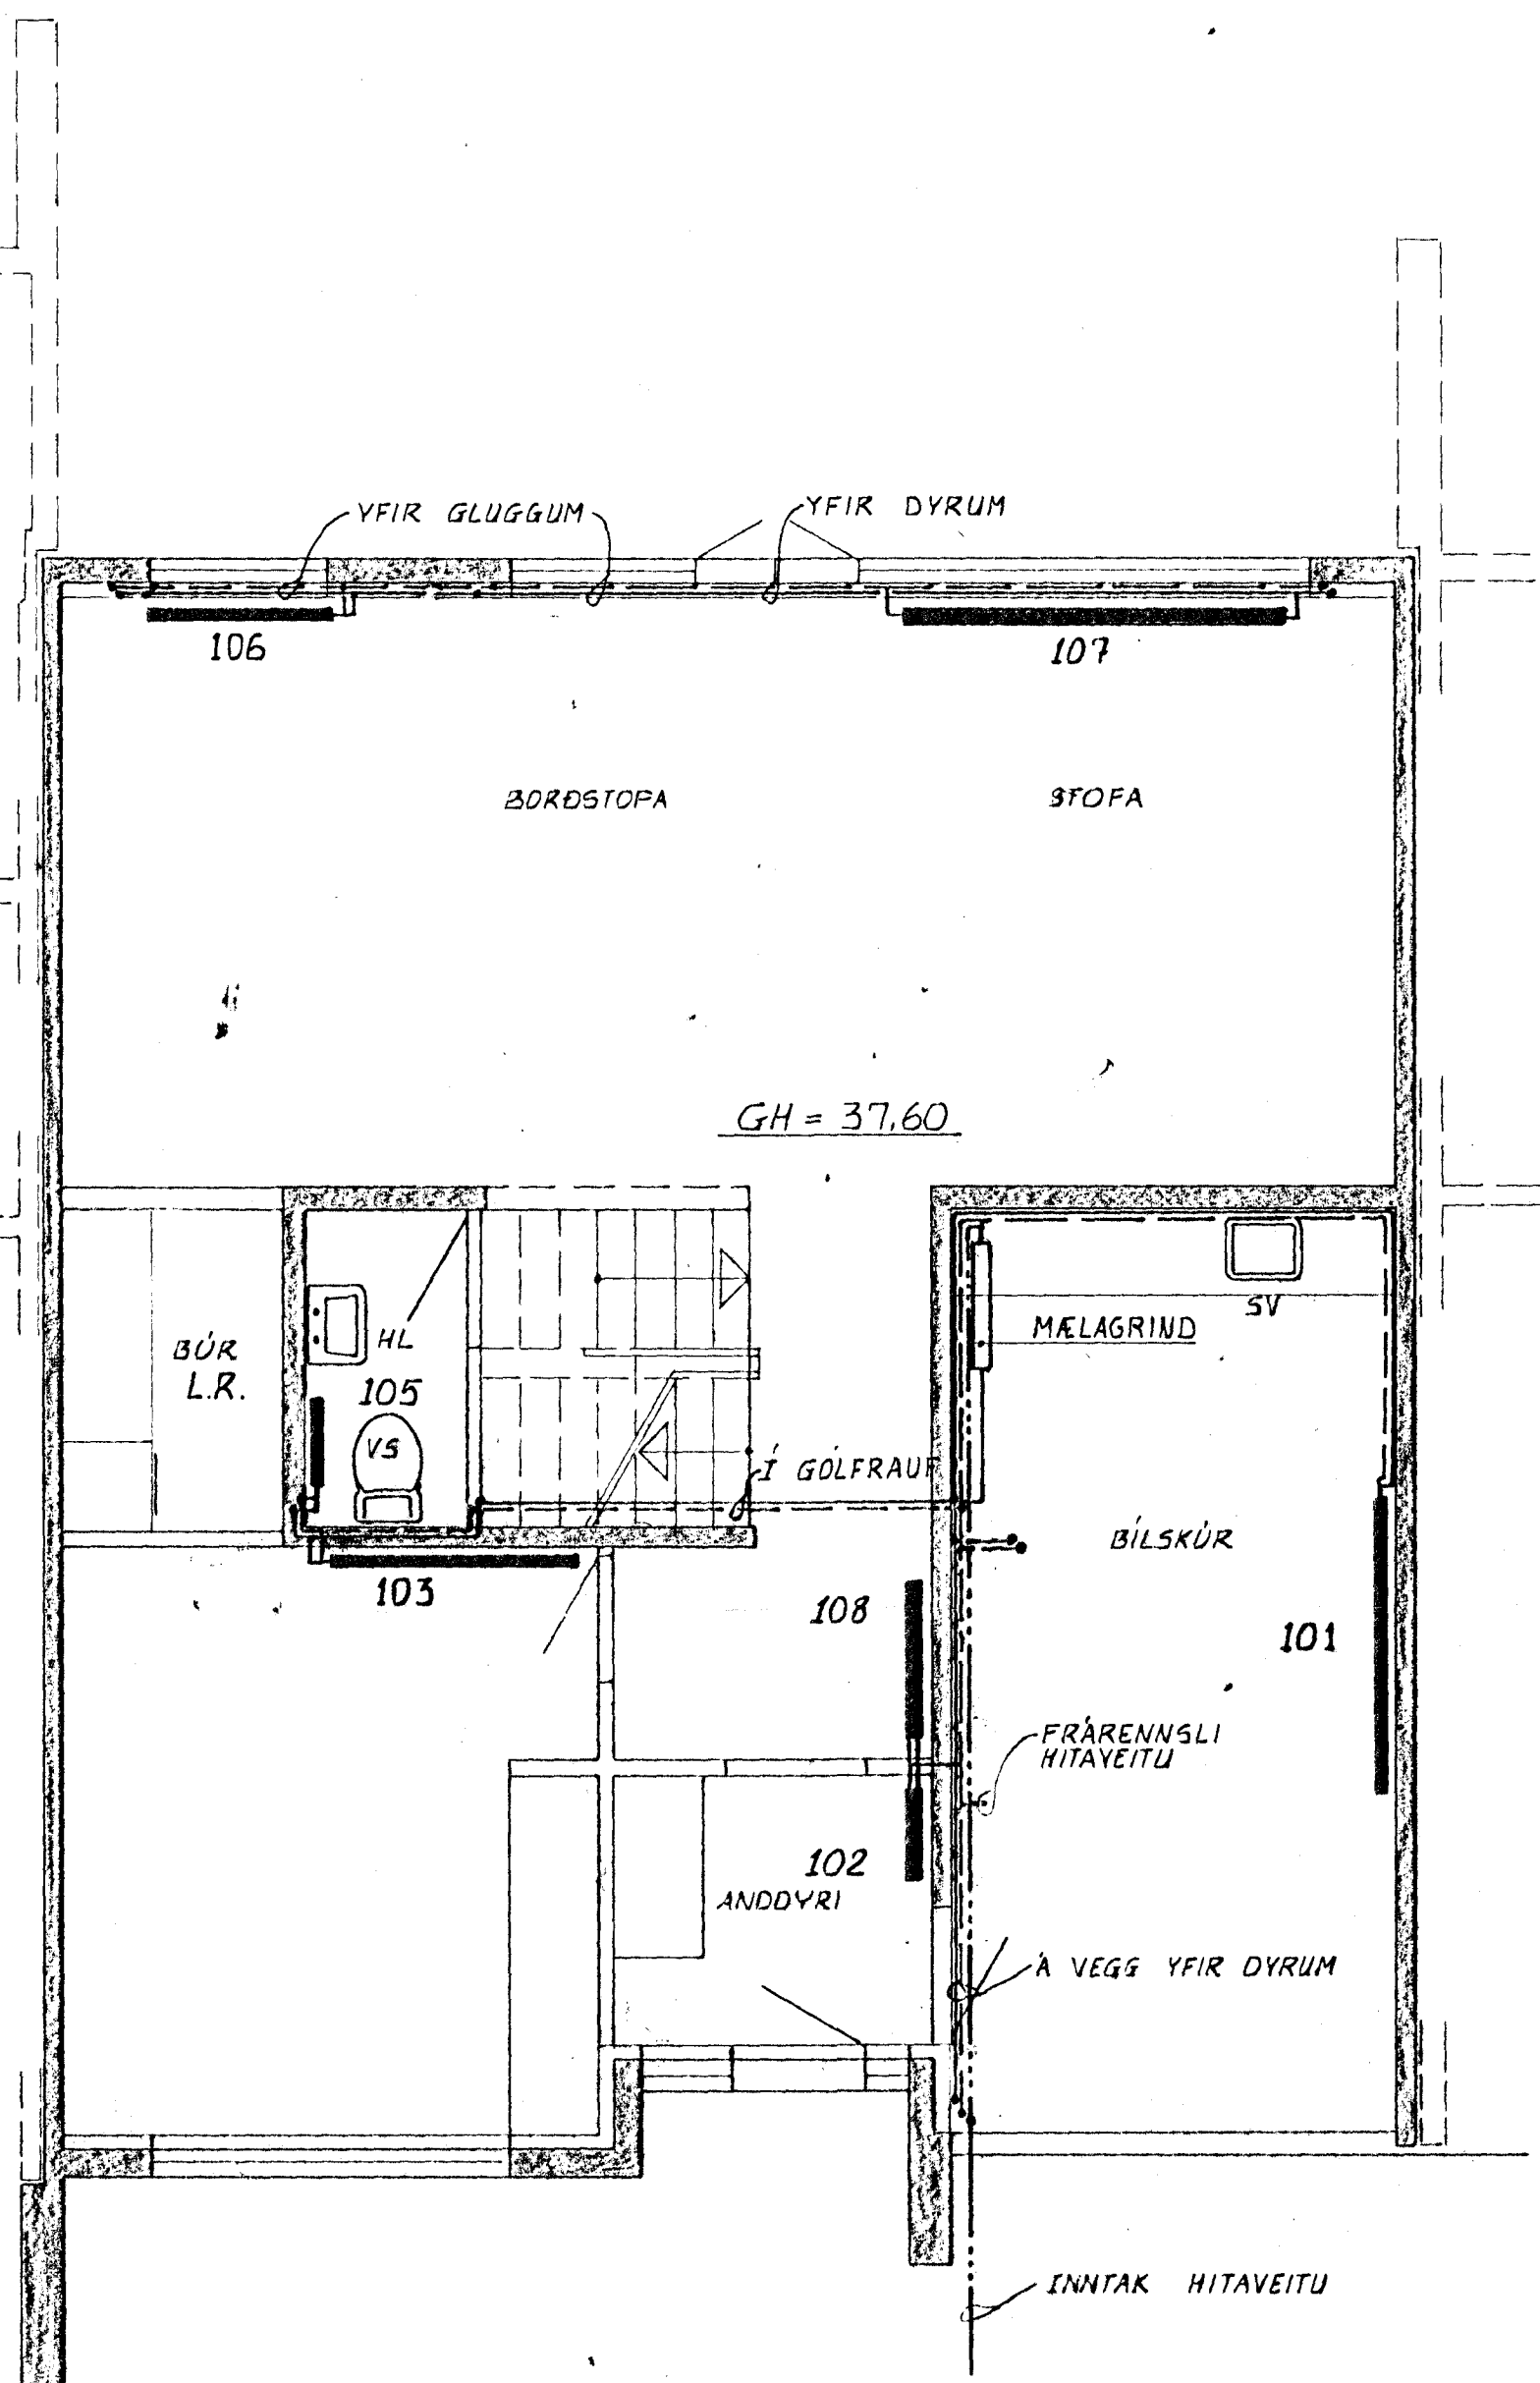 YFIR GLUGGUM
YFIR DYRUM
106
107
BORÐSTOFA
STOFA
GH = 37.60
BÚR
L.R.
HL
105
VS
SV
MÆLAGRIND
Í GÓLFRAUF
BÍLSKÚR
103
108
101
FRÁRENNSLI
HITAVEITU
102
ANDDYRI
Á VEGG YFIR DYRUM
INNTAK HITAVEITU